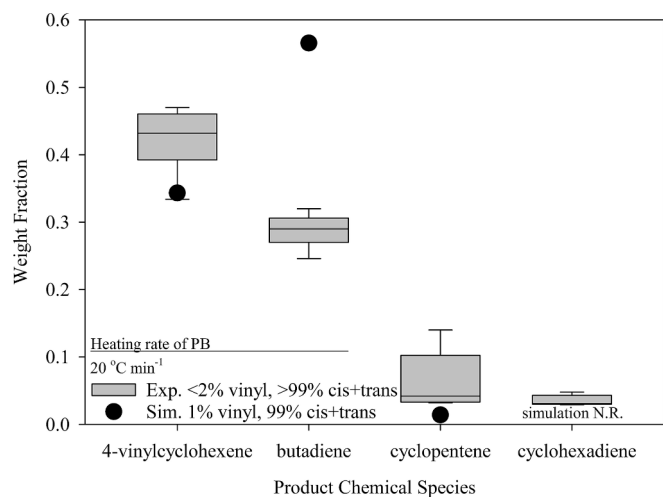 0.6
0.5
0.4
0.3
0.2
0.1
0.0
Weight Fraction
Heating rate of PB
20 °C min⁻¹
Exp. <2% vinyl, >99% cis+trans
Sim. 1% vinyl, 99% cis+trans
simulation N.R.
4-vinylcyclohexene butadiene cyclopentene cyclohexadiene
Product Chemical Species